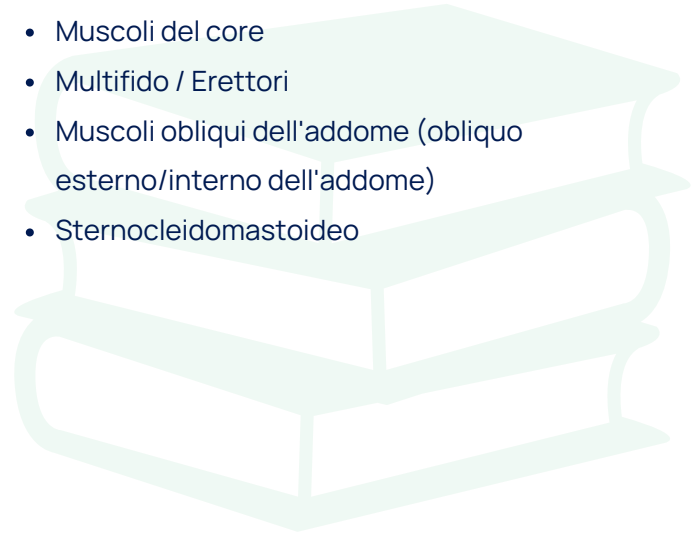 • Muscoli del core
• Multifido / Erettori
• Muscoli obliqui dell'addome (obliquo
esterno/interno dell'addome)
• Sternocleidomastoideo